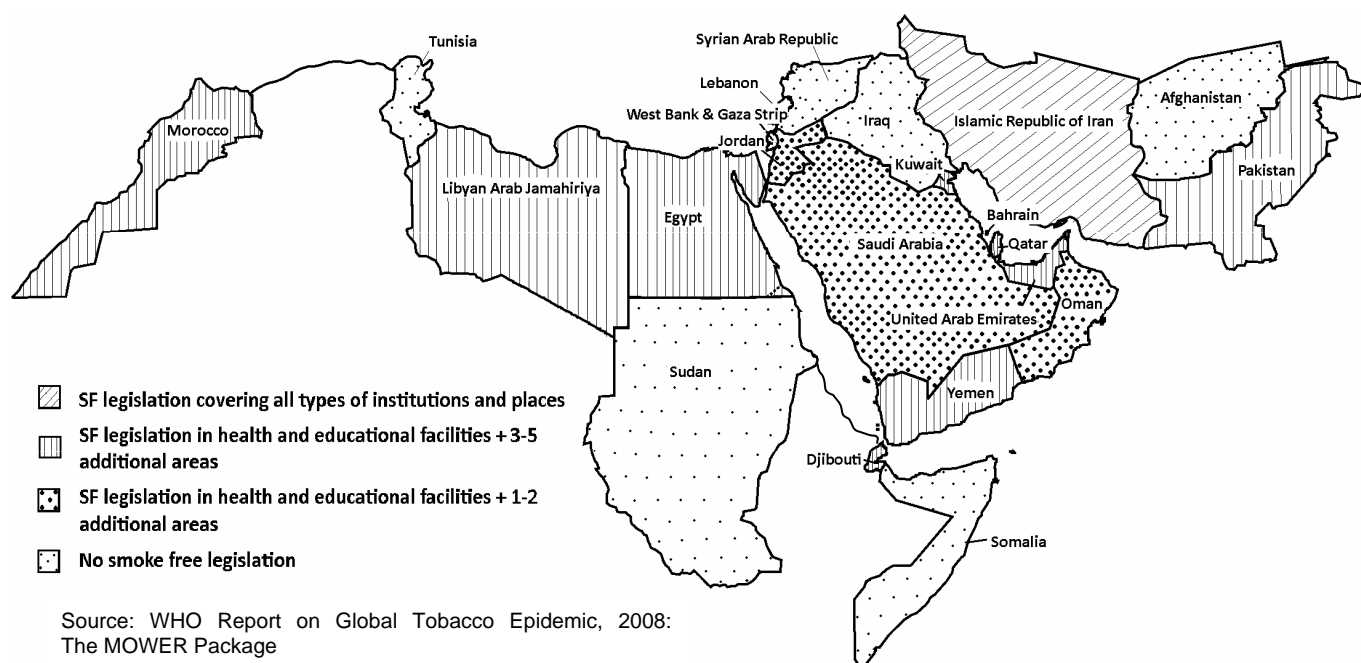 Tunisia
Syrian Arab Republic
Lebanon
West Bank & Gaza Strip
Jordan
Iraq
Kuwait
Islamic Republic of Iran
Afghanistan
Pakistan
Morocco
Libyan Arab Jamahiriya
Egypt
Bahrain
Qatar
Saudi Arabia
United Arab Emirates
Oman
Sudan
Yemen
Djibouti
Somalia
SF legislation covering all types of institutions and places
SF legislation in health and educational facilities + 3-5
additional areas
SF legislation in health and educational facilities + 1-2
additional areas
No smoke free legislation
Source: WHO Report on Global Tobacco Epidemic, 2008:
The MOWER Package